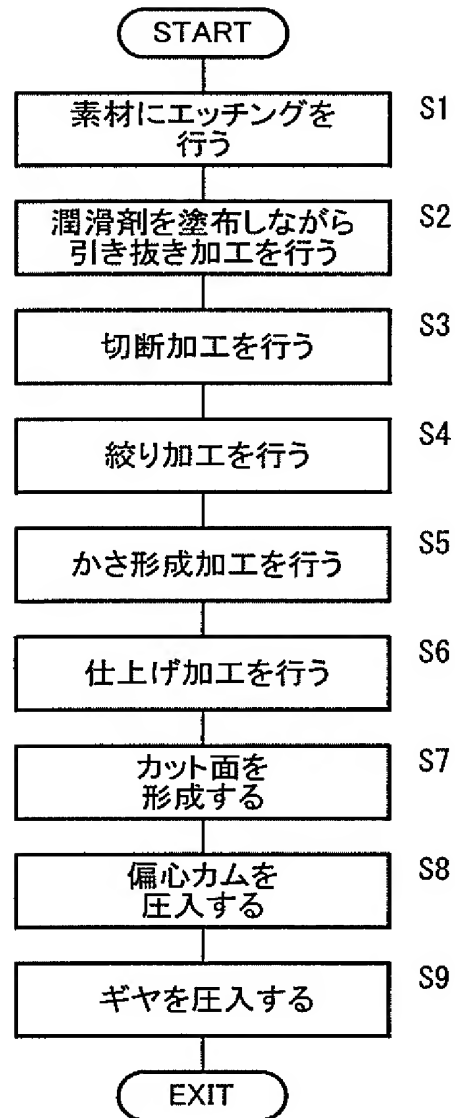 START
素材にエッチングを
行う
S1
潤滑剤を塗布しながら
引き抜き加工を行う
S2
切断加工を行う
S3
絞り加工を行う
S4
かさ形成加工を行う
S5
仕上げ加工を行う
S6
カット面を
形成する
S7
偏心カムを
圧入する
S8
ギヤを圧入する
S9
EXIT